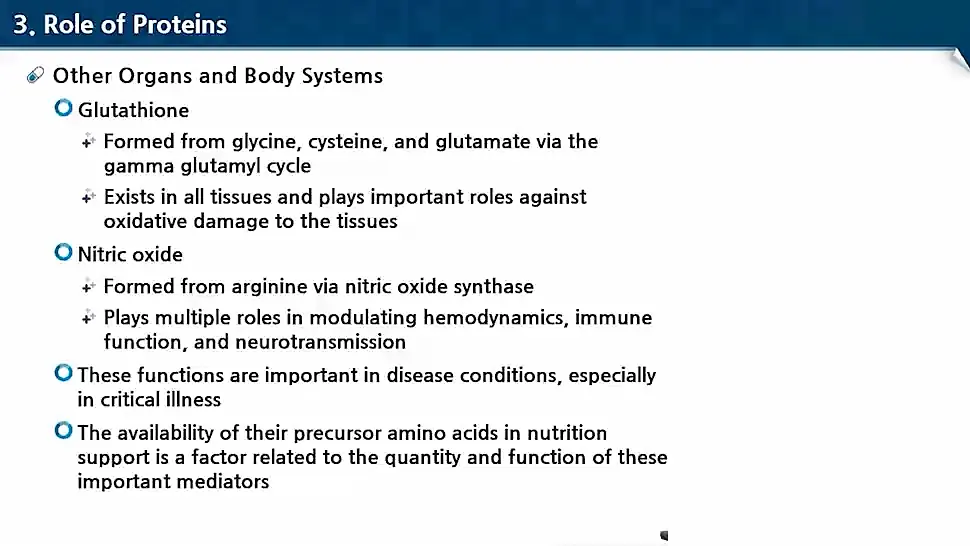 3. Role of Proteins
Other Organs and Body Systems
Glutathione
Formed from glycine, cysteine, and glutamate via the
gamma glutamyl cycle
Exists in all tissues and plays important roles against
oxidative damage to the tissues
Nitric oxide
Formed from arginine via nitric oxide synthase
Plays multiple roles in modulating hemodynamics, immune
function, and neurotransmission
These functions are important in disease conditions, especially
in critical illness
The availability of their precursor amino acids in nutrition
support is a factor related to the quantity and function of these
important mediators